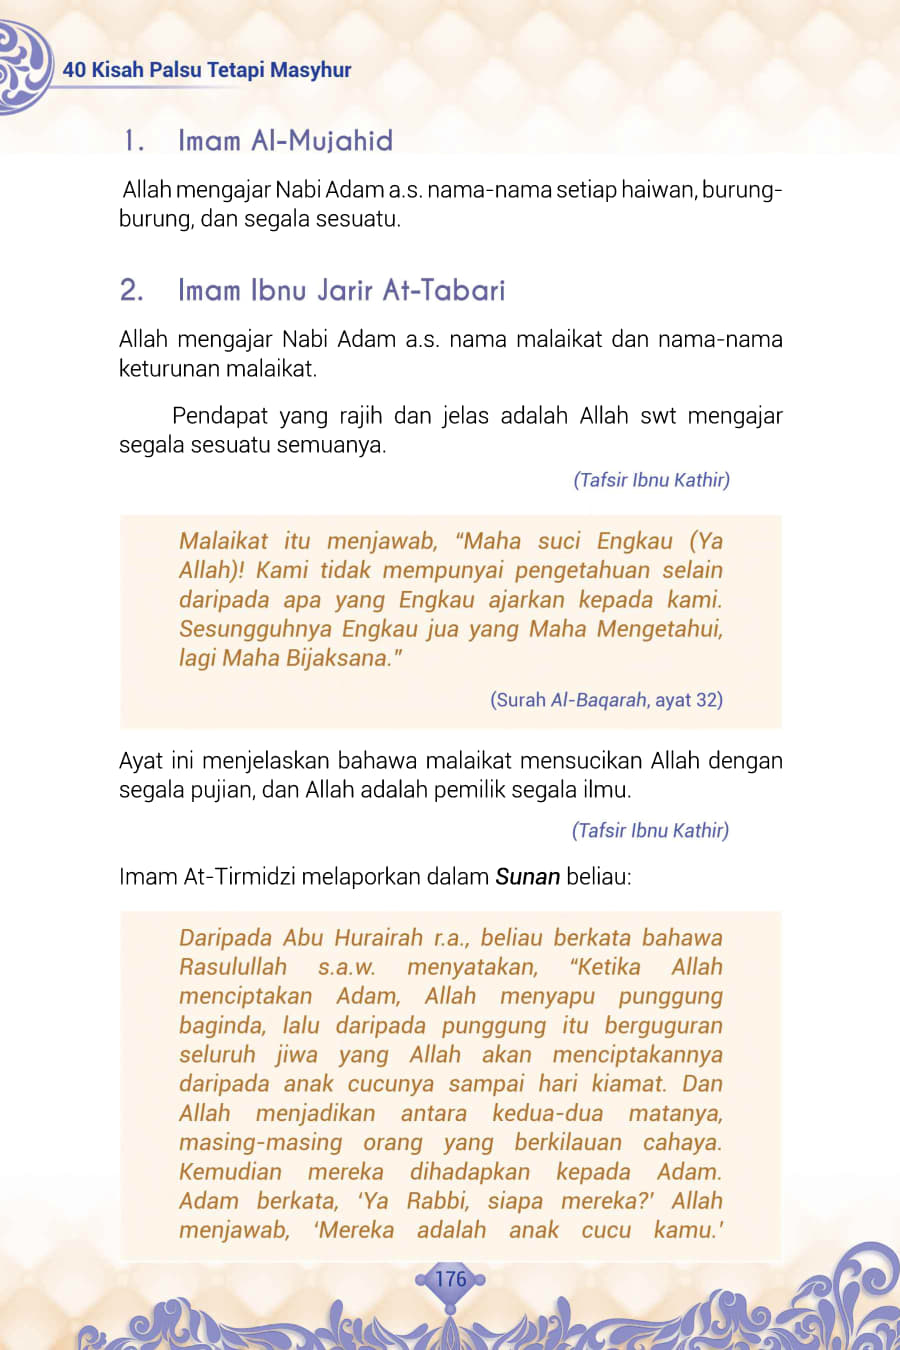 40 Kisah Palsu Tetapi Masyhur
1. Imam Al-Mujahid
Allah mengajar Nabi Adam a.s. nama-nama setiap haiwan, burung-
burung, dan segala sesuatu.
2. Imam Ibnu Jarir At-Tabari
Allah mengajar Nabi Adam a.s. nama malaikat dan nama-nama
keturunan malaikat.
Pendapat yang rajih dan jelas adalah Allah swt mengajar
segala sesuatu semuanya.
(Tafsir Ibnu Kathir)
Malaikat itu menjawab, “Maha suci Engkau (Ya
Allah)! Kami tidak mempunyai pengetahuan selain
daripada apa yang Engkau ajarkan kepada kami.
Sesungguhnya Engkau jua yang Maha Mengetahui,
lagi Maha Bijaksana.”
(Surah Al-Baqarah, ayat 32)
Ayat ini menjelaskan bahawa malaikat mensucikan Allah dengan
segala pujian, dan Allah adalah pemilik segala ilmu.
(Tafsir Ibnu Kathir)
Imam At-Tirmidzi melaporkan dalam Sunan beliau:
Daripada Abu Hurairah r.a., beliau berkata bahawa
Rasulullah s.a.w. menyatakan, “Ketika Allah
menciptakan Adam, Allah menyapu punggung
baginda, lalu daripada punggung itu berguguran
seluruh jiwa yang Allah akan menciptakannya
daripada anak cucunya sampai hari kiamat. Dan
Allah menjadikan antara kedua-dua matanya,
masing-masing orang yang berkilauan cahaya.
Kemudian mereka dihadapkan kepada Adam.
Adam berkata, ‘Ya Rabbi, siapa mereka?’ Allah
menjawab, ‘Mereka adalah anak cucu kamu.’
176